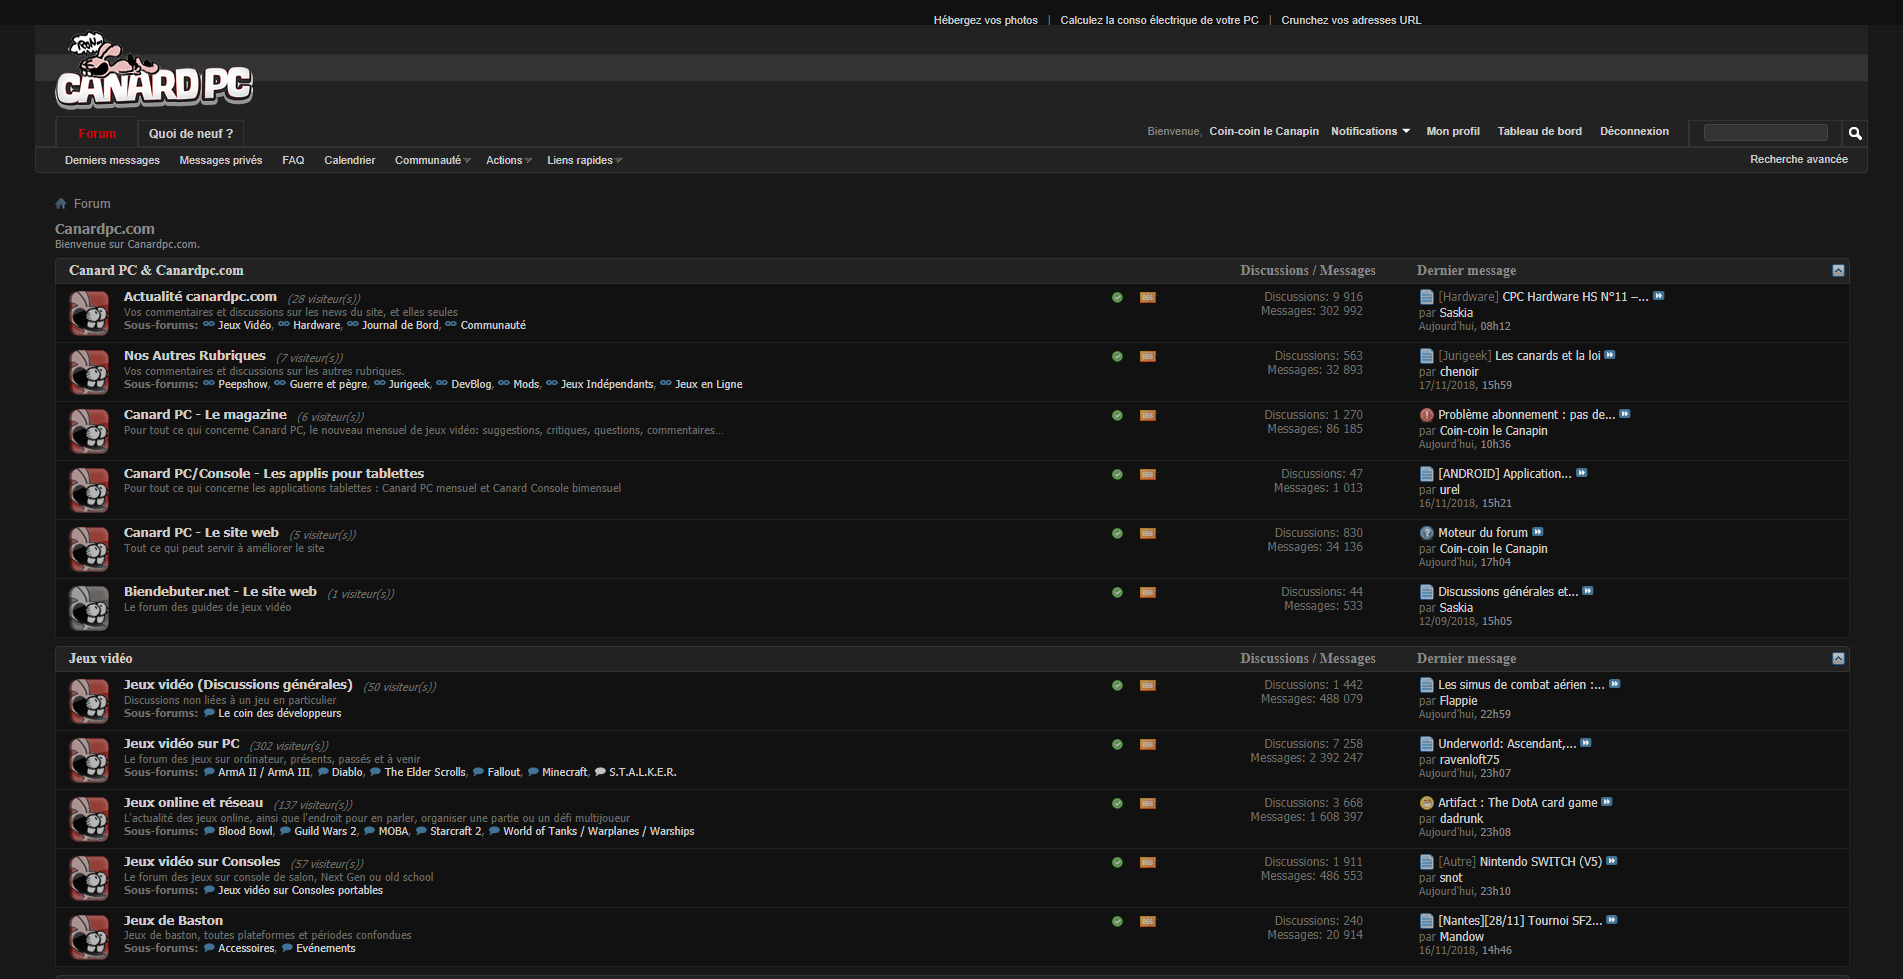 Hébergez vos photos | Calculez la conso électrique de votre PC | Crunchez vos adresses URL
CANARD PC
Forum Quoi de neuf ?
Bienvenue, Coin-coin le Canapin Notifications Mon profil Tableau de bord Déconnexion
Derniers messages Messages privés FAQ Calendrier Communauté Actions Liens rapides Recherche avancée
Forum
Canardpc.com
Bienvenue sur Canardpc.com.
Canard PC & Canardpc.com Discussions / Messages Dernier message
Actualité canardpc.com (28 visiteur(s)) RSS Discussions: 9 916 [Hardware] CPC Hardware HS N°11 –...
Vos commentaires et discussions sur les news du site, et elles seules Messages: 302 992 par Saskia
Sous-forums: Jeux Vidéo, Hardware, Journal de Bord, Communauté Aujourd'hui, 08h12
Nos Autres Rubriques (7 visiteur(s)) RSS Discussions: 563 [Jurigeek] Les canards et la loi
Vos commentaires et discussions sur les autres rubriques. Messages: 32 893 par chenoir
Sous-forums: Peepshow, Guerre et pègre, Jurigeek, DevBlog, Mods, Jeux Indépendants, Jeux en Ligne 17/11/2018, 15h59
Canard PC - Le magazine (6 visiteur(s)) RSS Discussions: 1 270 Problème abonnement : pas de...
Pour tout ce qui concerne Canard PC, le nouveau mensuel de jeux vidéo: suggestions, critiques, questions, commentaires... Messages: 86 185 par Coin-coin le Canapin
Aujourd'hui, 10h36
Canard PC/Console - Les applis pour tablettes RSS Discussions: 47 [ANDROID] Application...
Pour tout ce qui concerne les applications tablettes : Canard PC mensuel et Canard Console bimensuel Messages: 1 013 par urel
16/11/2018, 15h21
Canard PC - Le site web (5 visiteur(s)) RSS Discussions: 830 Moteur du forum
Tout ce qui peut servir à améliorer le site Messages: 34 136 par Coin-coin le Canapin
Aujourd'hui, 17h04
Biendebuter.net - Le site web (1 visiteur(s)) RSS Discussions: 44 Discussions générales et...
Le forum des guides de jeux vidéo Messages: 533 par Saskia
12/09/2018, 15h05
Jeux vidéo Discussions / Messages Dernier message
Jeux vidéo (Discussions générales) (50 visiteur(s)) RSS Discussions: 1 442 Les simus de combat aérien :...
Discussions non liées à un jeu en particulier Messages: 488 079 par Flappie
Sous-forums: Le coin des développeurs Aujourd'hui, 22h59
Jeux vidéo sur PC (302 visiteur(s)) RSS Discussions: 7 258 Underworld: Ascendant,...
Le forum des jeux sur ordinateur, présents, passés et à venir Messages: 2 392 247 par ravenloft75
Sous-forums: ArmA II / ArmA III, Diablo, The Elder Scrolls, Fallout, Minecraft, S.T.A.L.K.E.R. Aujourd'hui, 23h07
Jeux online et réseau (137 visiteur(s)) RSS Discussions: 3 668 Artifact : The DotA card game
L'actualité des jeux online, ainsi que l'endroit pour en parler, organiser une partie ou un défi multijoueur Messages: 1 608 397 par dadrunk
Sous-forums: Blood Bowl, Guild Wars 2, MOBA, Starcraft 2, World of Tanks / Warplanes / Warships Aujourd'hui, 23h08
Jeux vidéo sur Consoles (57 visiteur(s)) RSS Discussions: 1 911 [Autre] Nintendo SWITCH (V5)
Le forum des jeux sur console de salon, Next Gen ou old school Messages: 486 553 par snot
Sous-forums: Jeux vidéo sur Consoles portables Aujourd'hui, 23h10
Jeux de Baston RSS Discussions: 240 [Nantes][28/11] Tournoi SF2...
Jeux de baston, toutes plateformes et périodes confondues Messages: 20 914 par Mandow
Sous-forums: Accessoires, Evénements 16/11/2018, 14h46